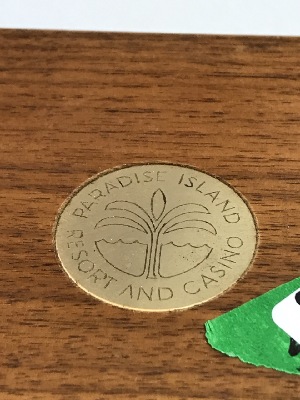 PARADISE ISLAND
RESORT AND CASINO